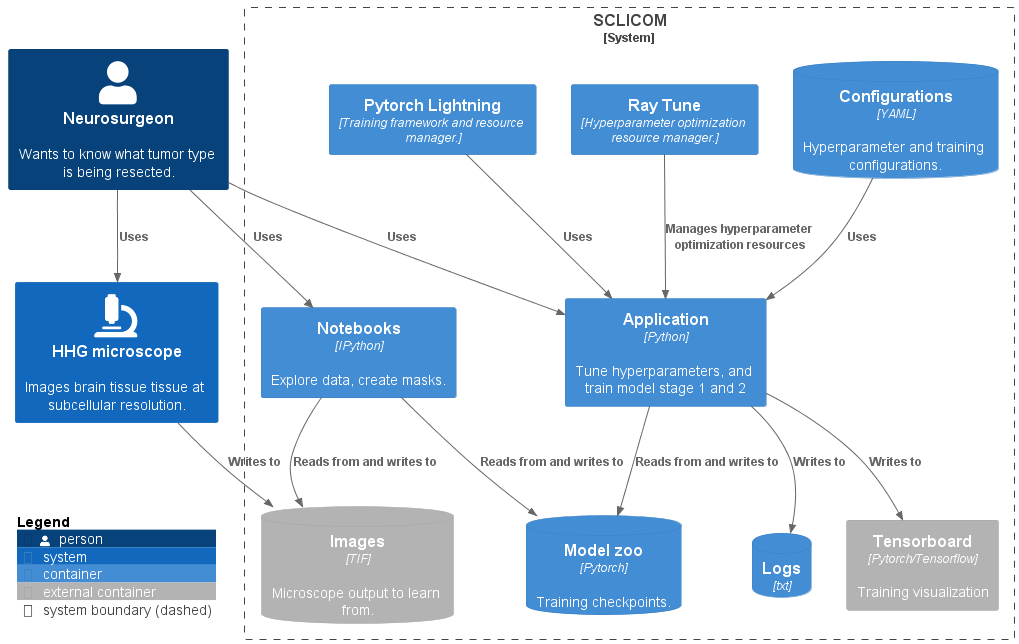 SCLICOM
[System]
Neurosurgeon
Wants to know what tumor type
is being resected.
Pytorch Lightning
[Training framework and resource
manager.]
Ray Tune
[Hyperparameter optimization
resource manager.]
Configurations
[YAML]
Hyperparameter and training
configurations.
Uses
Uses
Uses
Uses
Manages hyperparameter
optimization resources
Uses
HHG microscope
Images brain tissue tissue at
subcellular resolution.
Notebooks
[IPython]
Explore data, create masks.
Application
[Python]
Tune hyperparameters, and
train model stage 1 and 2
Writes to
Reads from and writes to
Reads from and writes to
Reads from and writes to
Writes to
Writes to
Images
[TIF]
Microscope output to learn
from.
Model zoo
[Pytorch]
Training checkpoints.
Logs
[txt]
Tensorboard
[Pytorch/Tensorflow]
Training visualization
Legend
person
system
container
external container
system boundary (dashed)